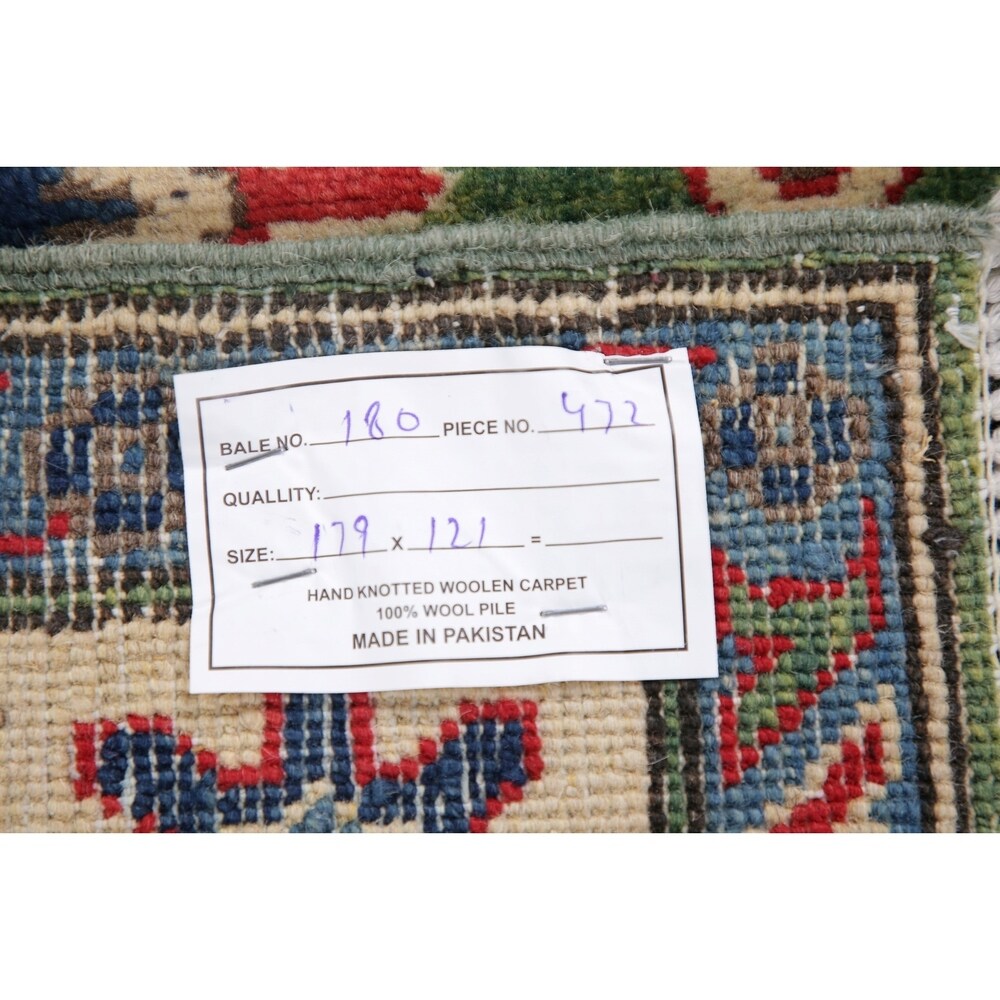 BALE NO. 180 PIECE NO. 472
QUALLITY:
SIZE: 179 x 121 =
HAND KNOTTED WOOLEN CARPET
100% WOOL PILE
MADE IN PAKISTAN